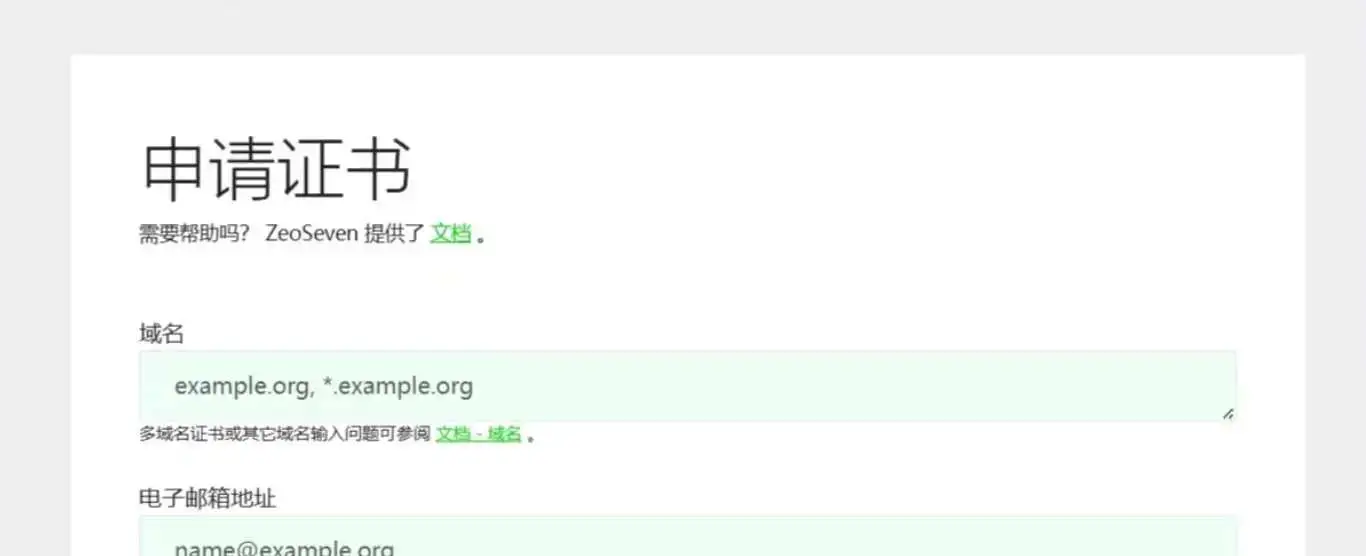 申请证书
需要帮助吗？ ZeoSeven 提供了 文档 。
域名
example.org, *.example.org
多域名证书或其它域名输入问题可参阅 文档 - 域名 。
电子邮箱地址
name@example.org